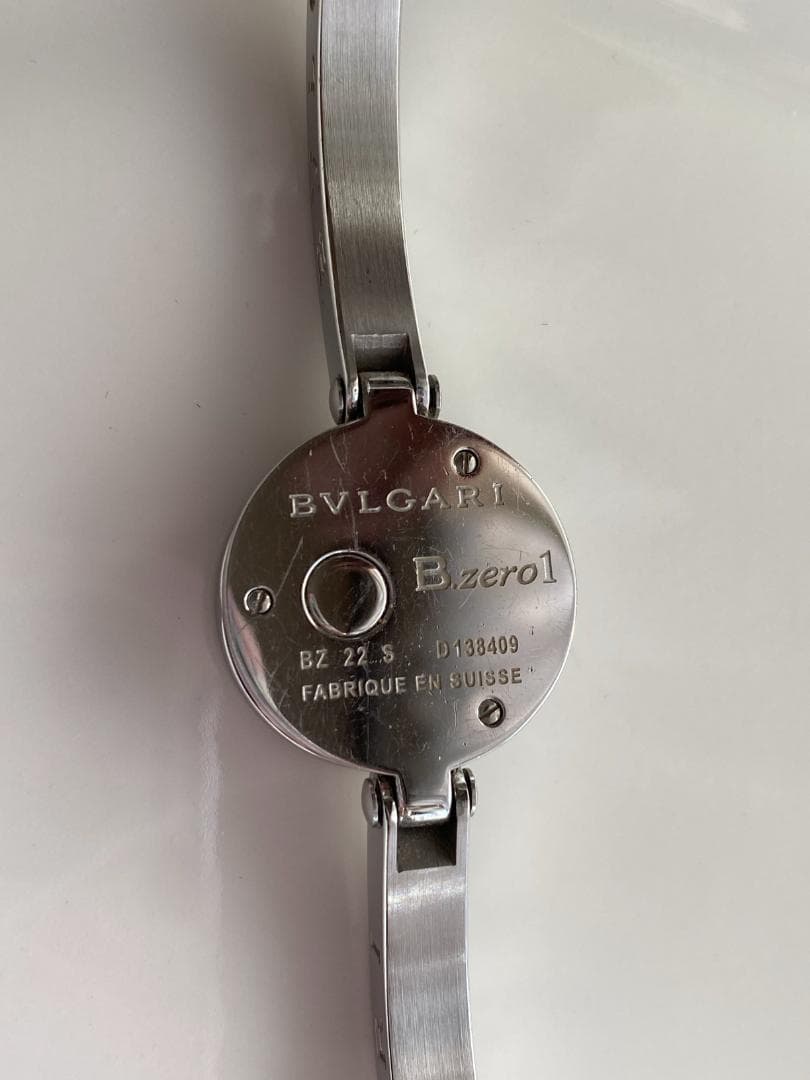 BVLGARI
B.zero1
BZ 22 S D138409
FABRIQUE EN SUISSE